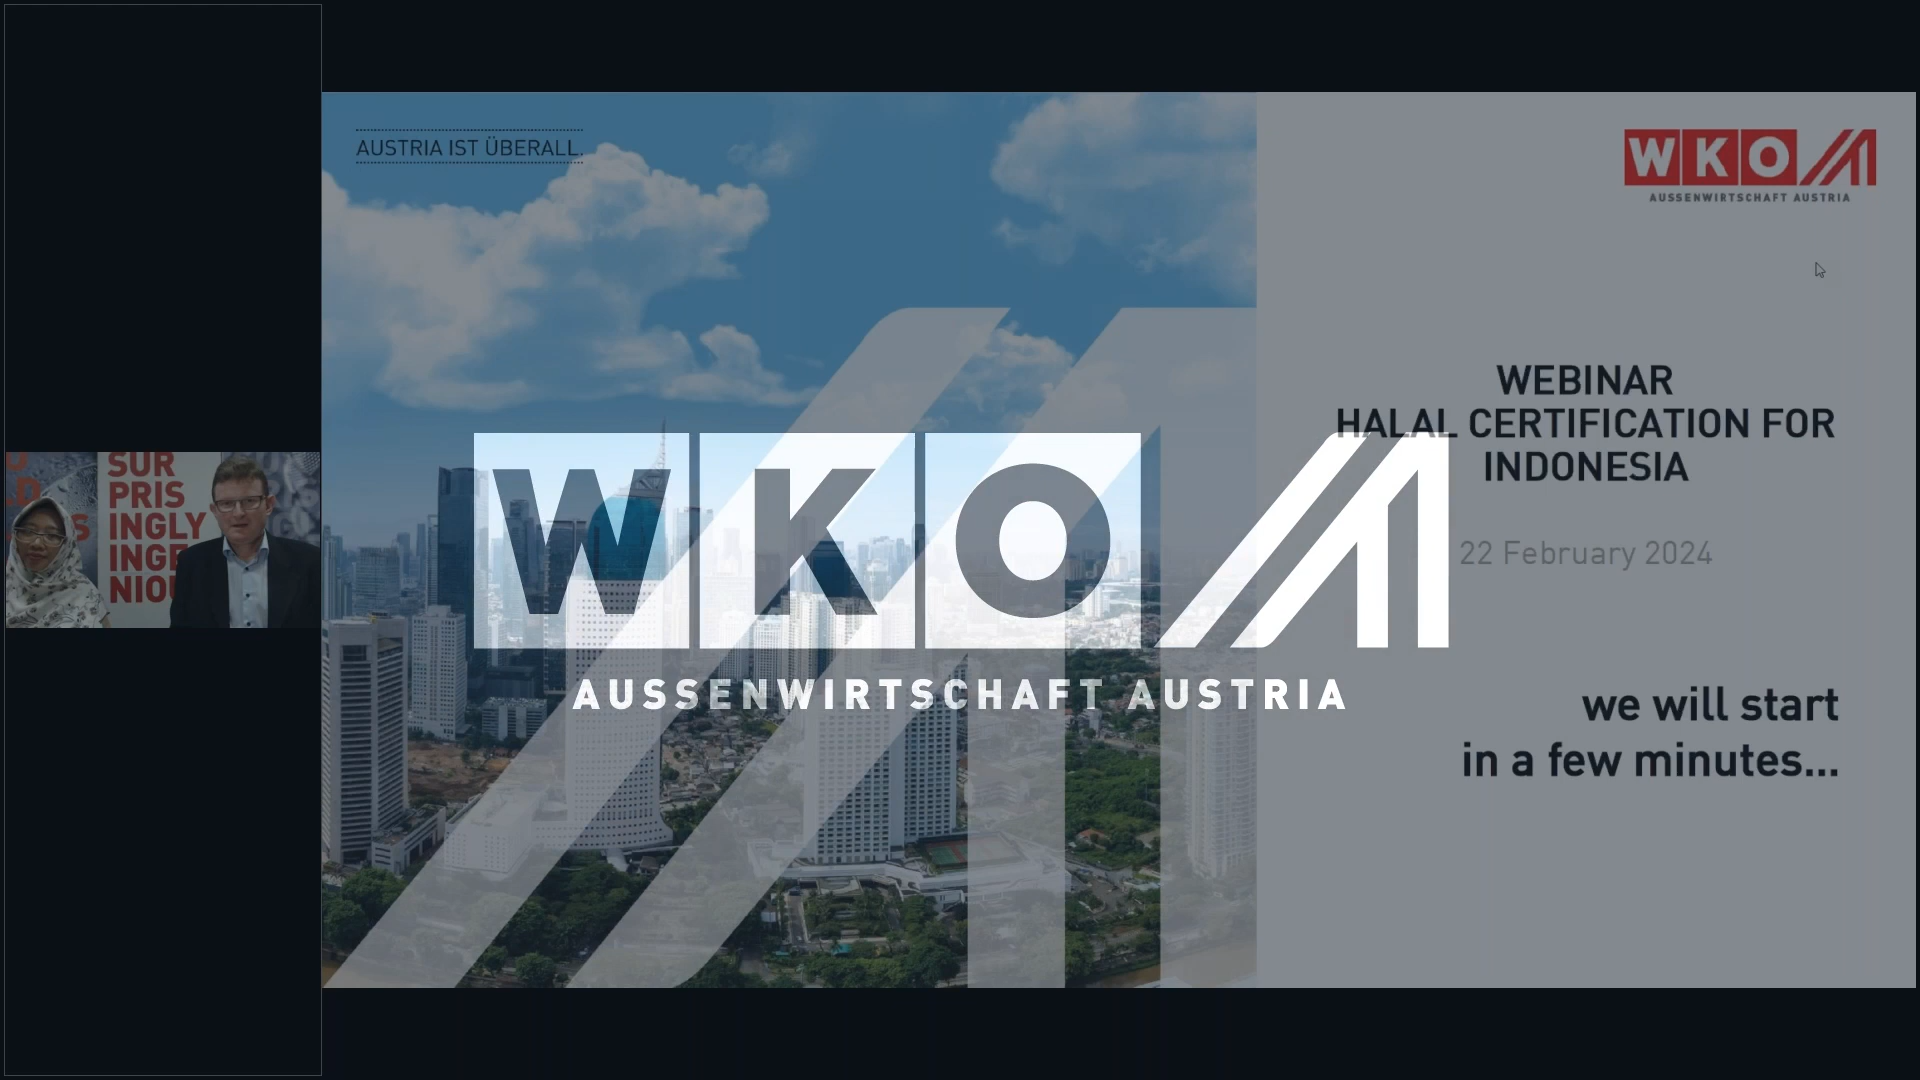 AUSTRIA IST ÜBERALL.
WKO
AUSSENWIRTSCHAFT AUSTRIA
WEBINAR
HALAL CERTIFICATION FOR
INDONESIA
22 February 2024
we will start
in a few minutes...
WKO
AUSSENWIRTSCHAFT AUSTRIA
SUR
PRIS
INGLY
INGE
NIOU